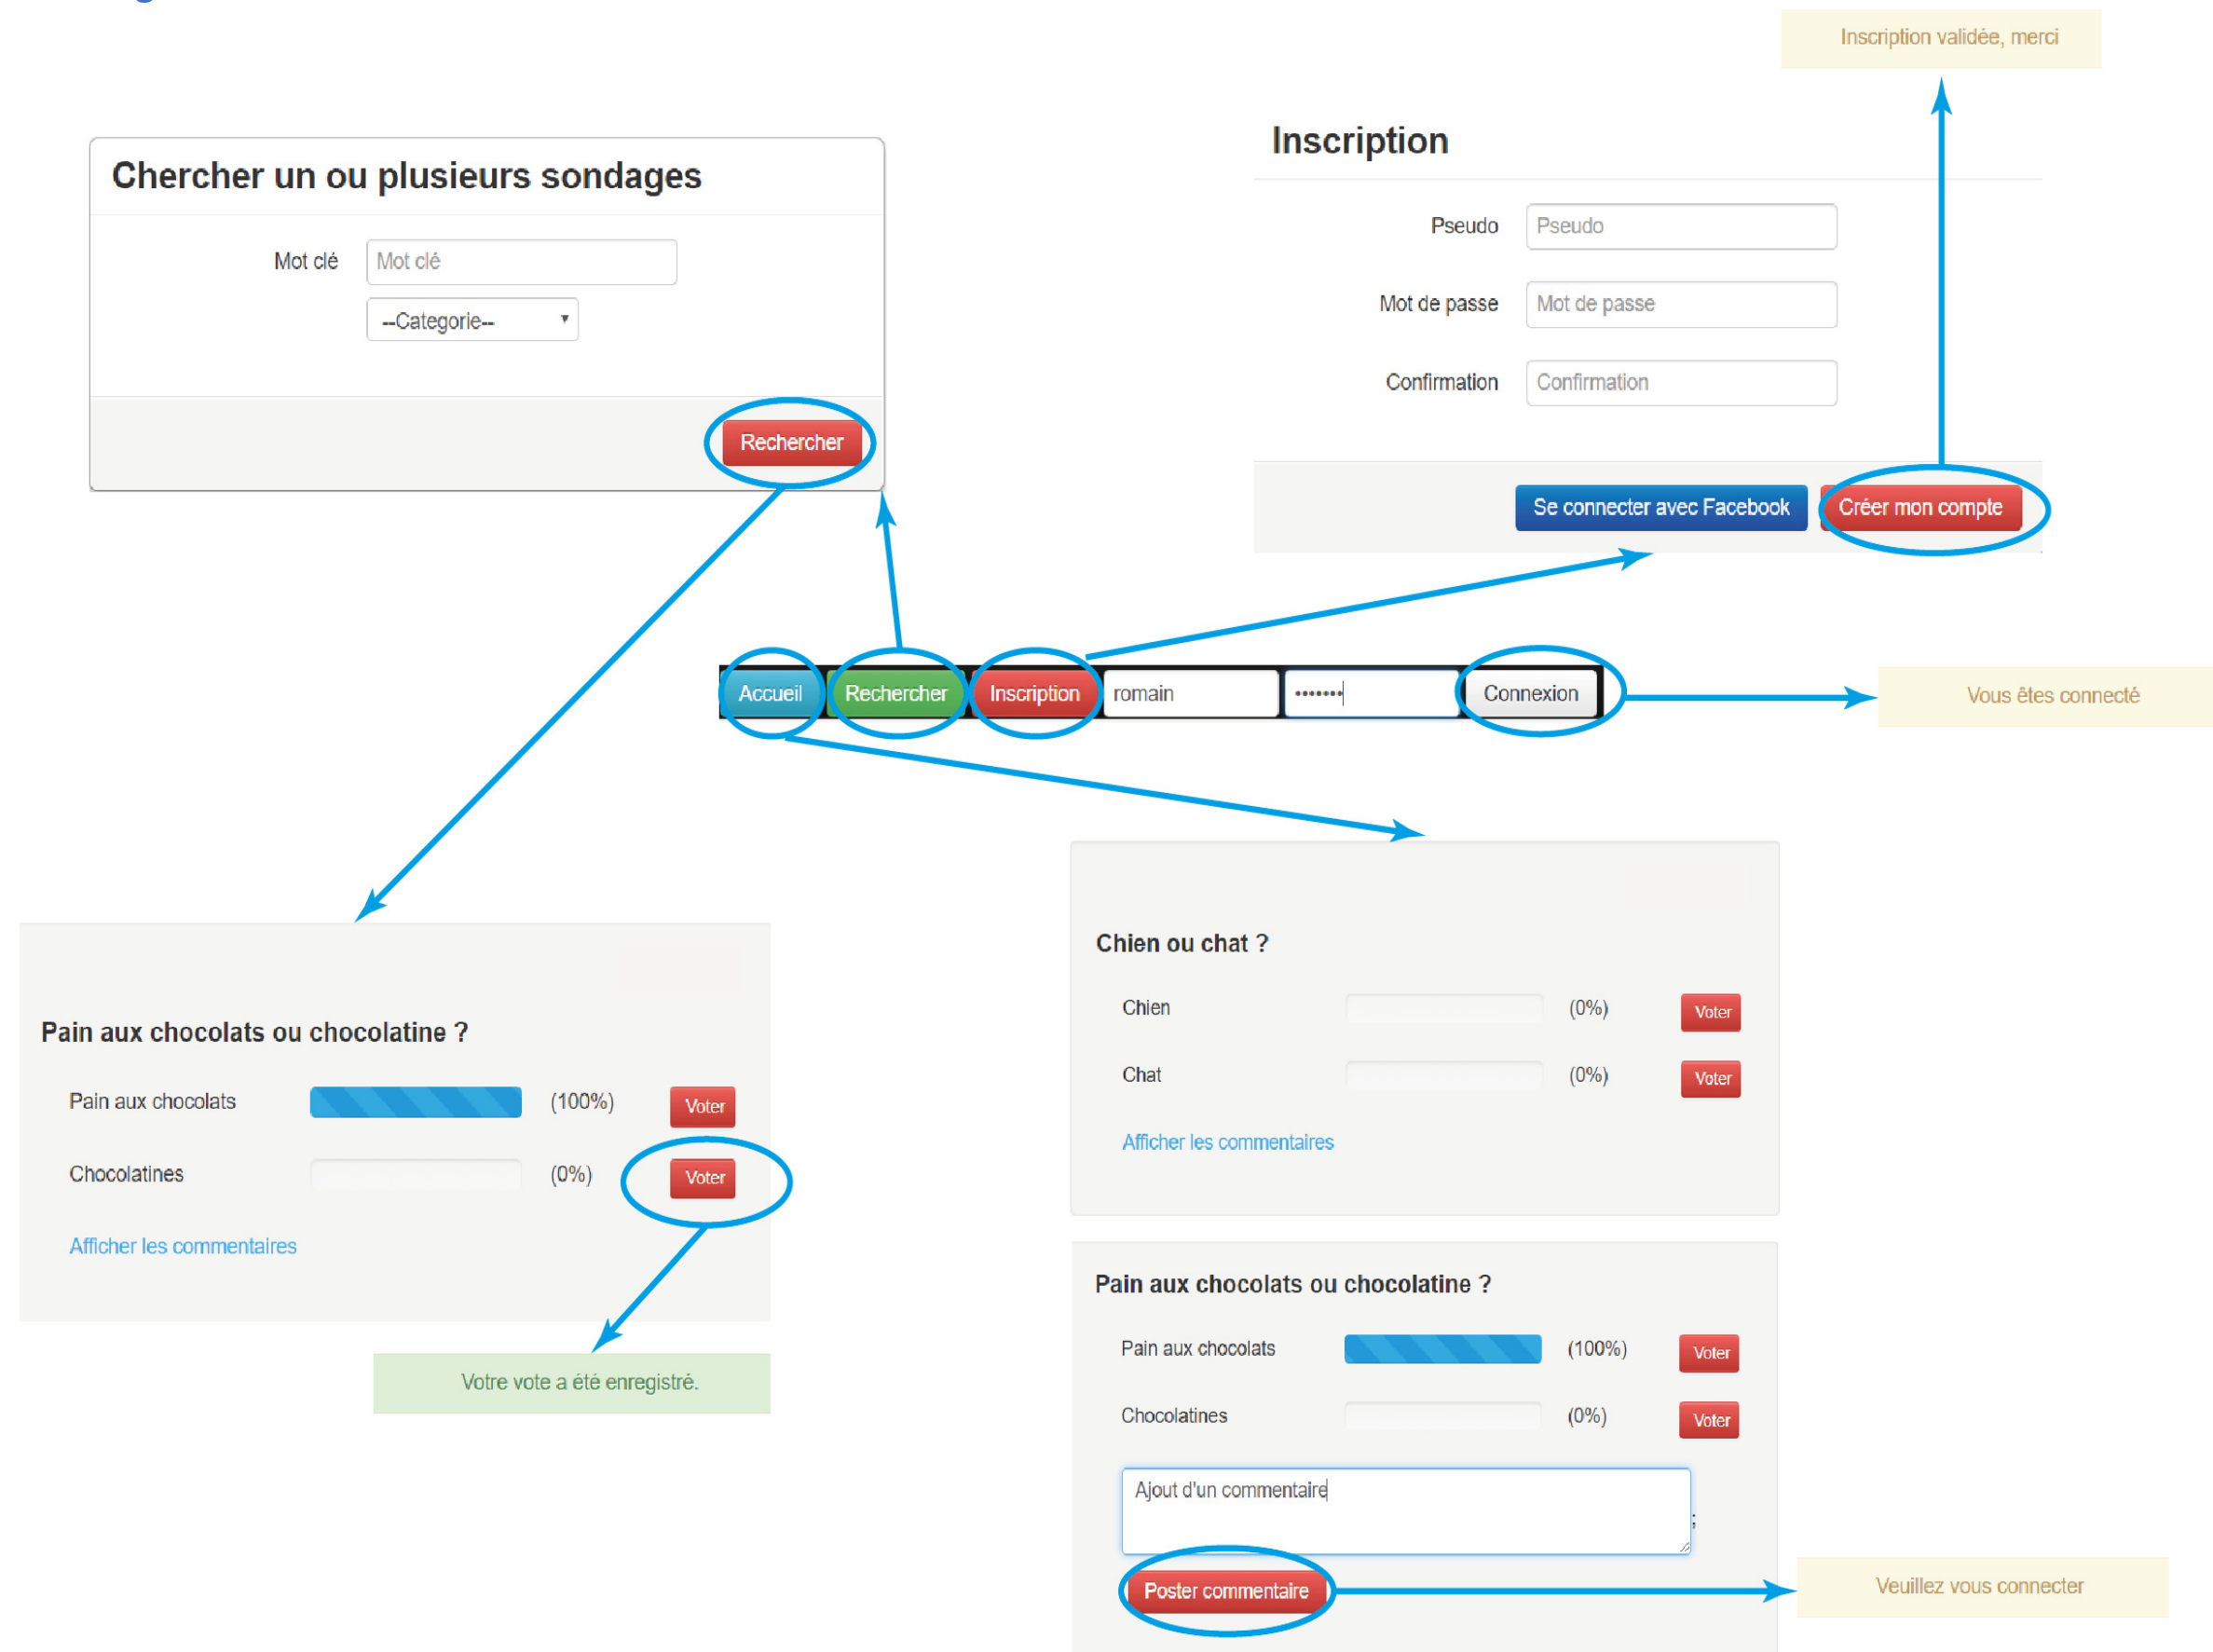 Inscription validée, merci
Inscription
Pseudo Pseudo
Mot de passe Mot de passe
Confirmation Confirmation
Se connecter avec Facebook Créer mon compte
Chercher un ou plusieurs sondages
Mot clé Mot clé
--Categorie--
Rechercher
Accueil Rechercher Inscription romain ••••••• Connexion
Vous êtes connecté
Pain aux chocolats ou chocolatine ?
Pain aux chocolats (100%) Voter
Chocolatines (0%) Voter
Afficher les commentaires
Votre vote a été enregistré.
Chien ou chat ?
Chien (0%) Voter
Chat (0%) Voter
Afficher les commentaires
Pain aux chocolats ou chocolatine ?
Pain aux chocolats (100%) Voter
Chocolatines (0%) Voter
Ajout d'un commentaire
;
Poster commentaire
Veuillez vous connecter